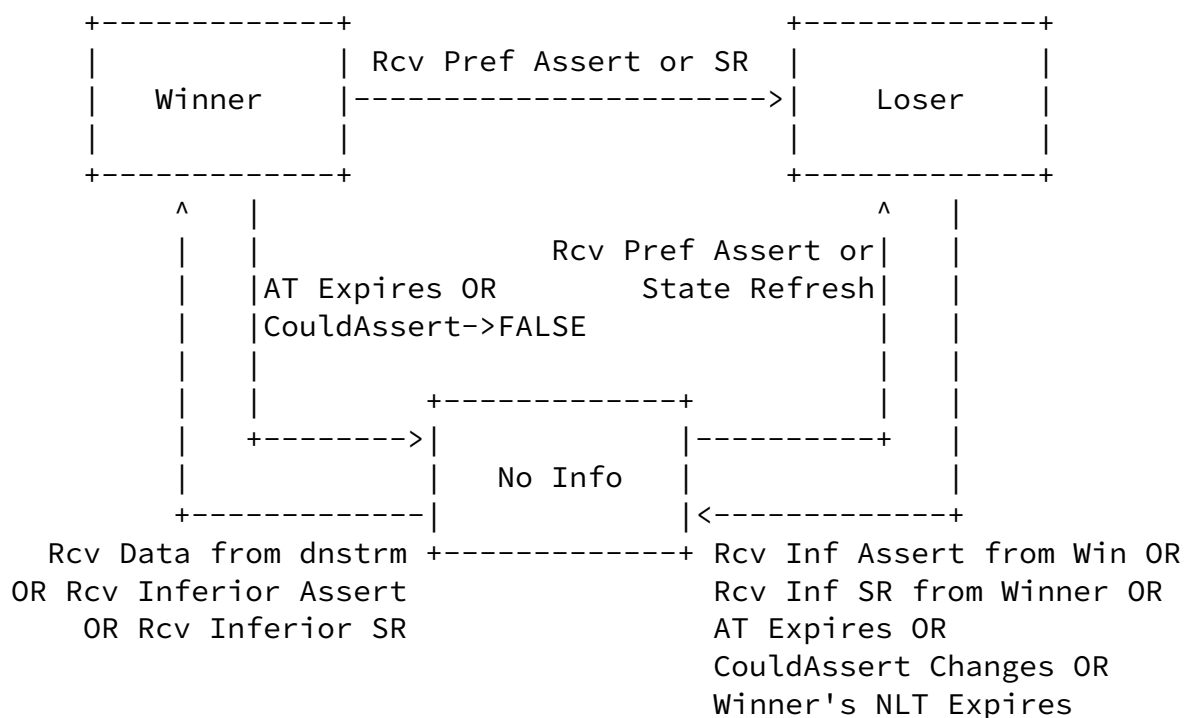 Rcv Pref Assert or SR
Winner
Loser
Rcv Pref Assert or
AT Expires OR
State Refresh
CouldAssert->FALSE
No Info
Rcv Data from dnstrm
Rcv Inf Assert from Win OR
OR Rcv Inferior Assert
Rcv Inf SR from Winner OR
OR Rcv Inferior SR
AT Expires OR
CouldAssert Changes OR
Winner's NLT Expires